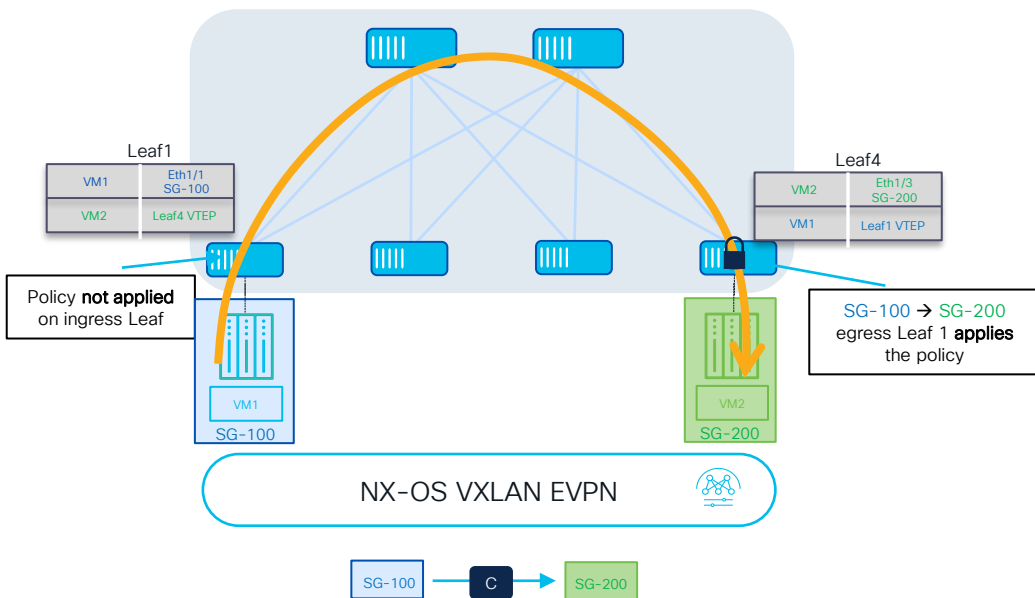 Leaf1
VM1
Eth1/1
SG-100
VM2
Leaf4 VTEP
Leaf4
VM2
Eth1/3
SG-200
VM1
Leaf1 VTEP
Policy not applied
on ingress Leaf
SG-100 → SG-200
egress Leaf 1 applies
the policy
VM1
SG-100
VM2
SG-200
NX-OS VXLAN EVPN
SG-100
C
SG-200